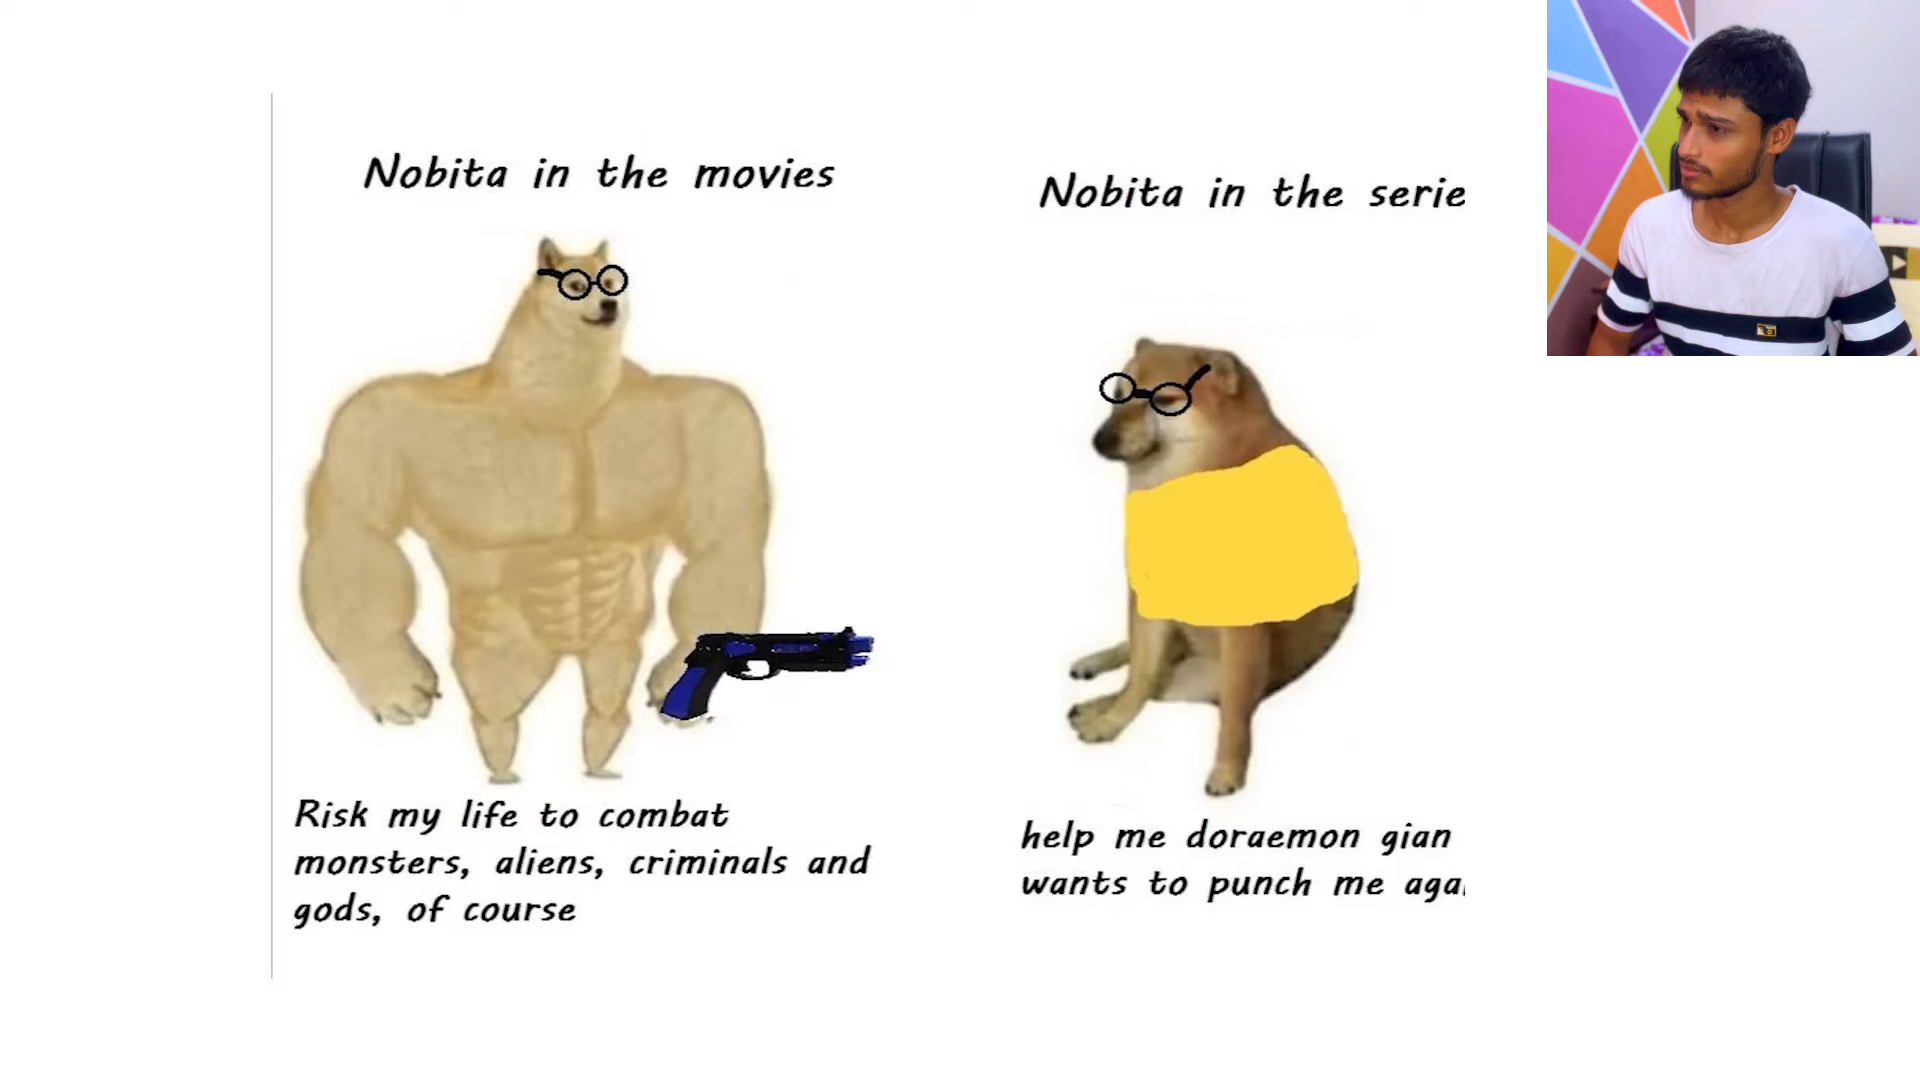 Nobita in the movies
Nobita in the serie
Risk my life to combat
monsters, aliens, criminals and
gods, of course
help me doraemon gian
wants to punch me aga